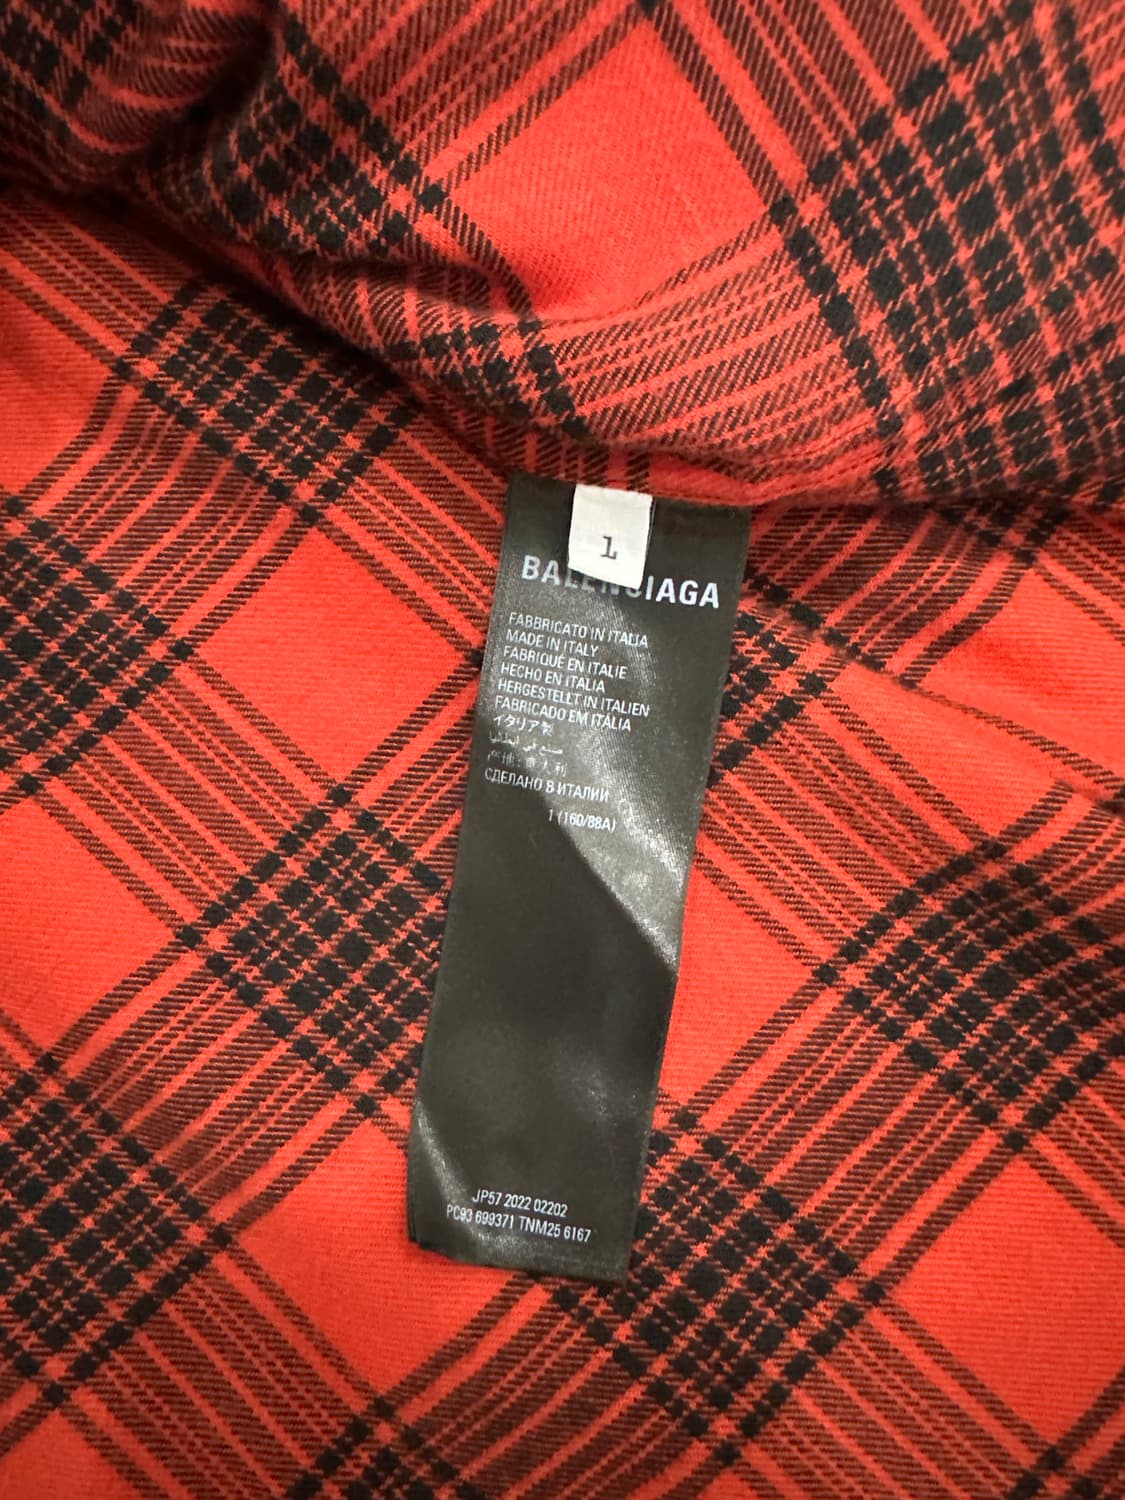 1
BALENCIAGA
FABBRICATO IN ITALIA
MADE IN ITALY
FABRIQUÉ EN ITALIE
HECHO EN ITALIA
HERGESTELLT IN ITALIEN
FABRICADO EM ITÁLIA
イタリア製
صنع في إيطاليا
产地:意大利
СДЕЛАНО В ИТАЛИИ
1 (160/88A)
JP57 2022 02202
PC93 699371 TNM25 6167